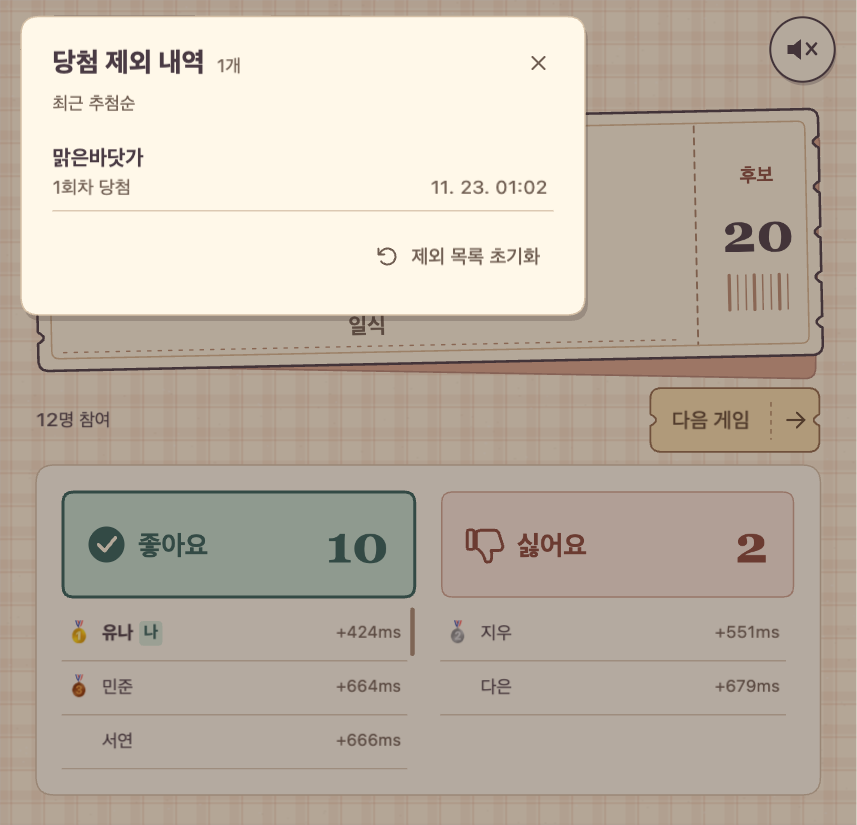 당첨 제외 내역 1개
최근 추첨순
맑은바닷가
1회차 당첨 11. 23. 01:02
제외 목록 초기화
후보
20
일식
12명 참여
다음 게임
좋아요 10
싫어요 2
유나 나 +424ms
민준 +664ms
서연 +666ms
지우 +551ms
다은 +679ms